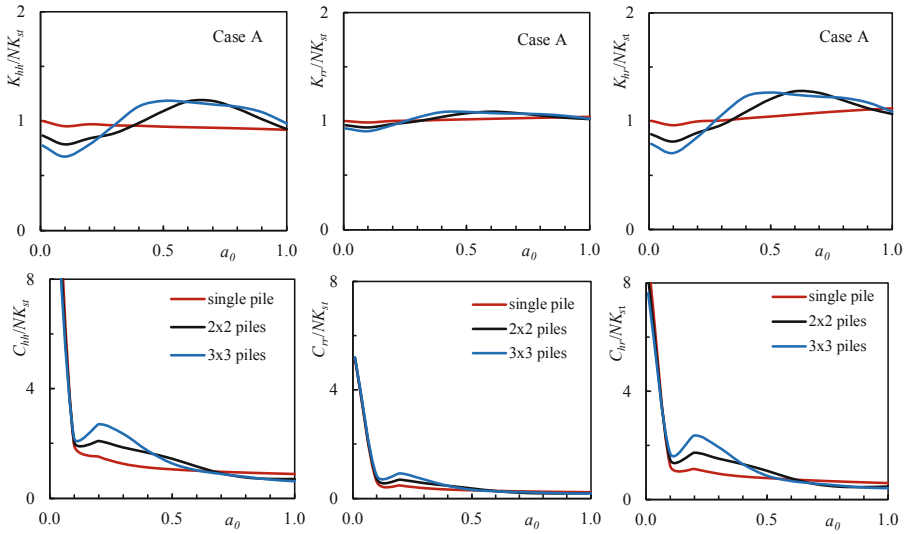 K_hh/NK_st
2
1
0
Case A
0.0 0.5 a_0 1.0
K_rr/NK_st
2
1
0
Case A
0.0 0.5 a_0 1.0
K_hr/NK_st
2
1
0
Case A
0.0 0.5 a_0 1.0
C_hh/NK_st
8
4
0
single pile
2x2 piles
3x3 piles
0.0 0.5 a_0 1.0
C_rr/NK_st
8
4
0
single pile
2x2 piles
3x3 piles
0.0 0.5 a_0 1.0
C_hr/NK_st
8
4
0
single pile
2x2 piles
3x3 piles
0.0 0.5 a_0 1.0